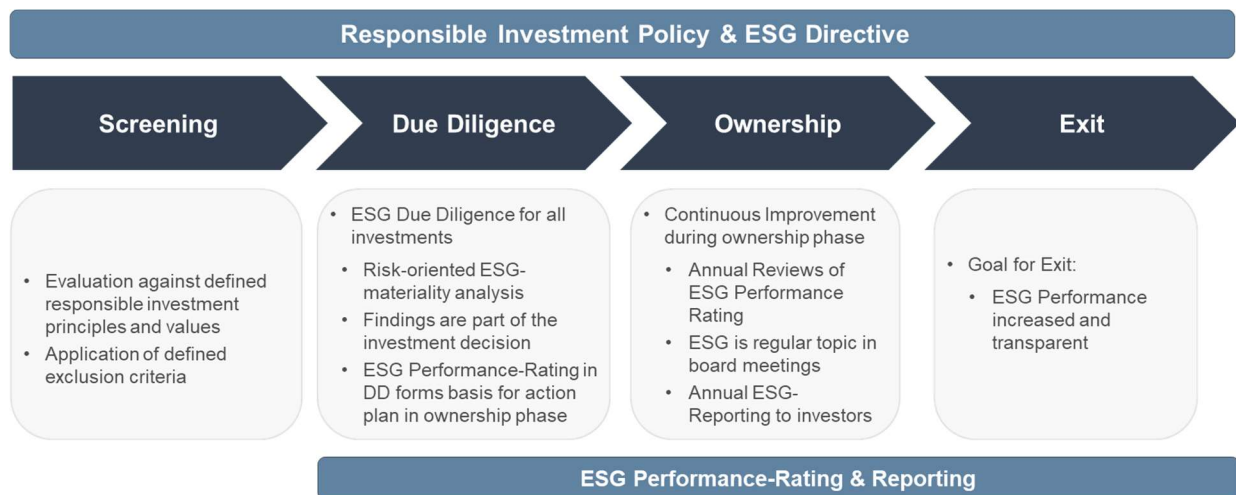 Responsible Investment Policy & ESG Directive
Screening
Due Diligence
Ownership
Exit
• Evaluation against defined
responsible investment
principles and values
• Application of defined
exclusion criteria
• ESG Due Diligence for all
investments
• Risk-oriented ESG-
materiality analysis
• Findings are part of the
investment decision
• ESG Performance-Rating in
DD forms basis for action
plan in ownership phase
• Continuous Improvement
during ownership phase
• Annual Reviews of
ESG Performance
Rating
• ESG is regular topic in
board meetings
• Annual ESG-
Reporting to investors
• Goal for Exit:
• ESG Performance
increased and
transparent
ESG Performance-Rating & Reporting